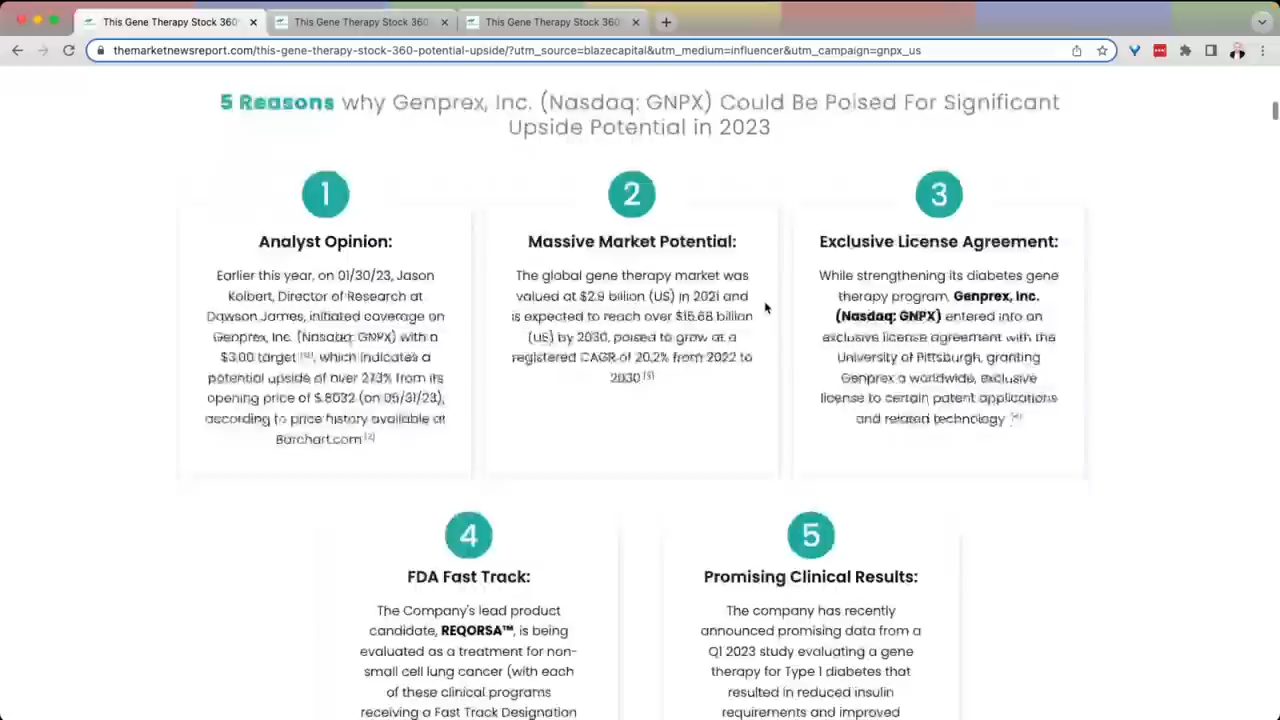 This Gene Therapy Stock 360
This Gene Therapy Stock 360
This Gene Therapy Stock 360
themarketnewsreport.com/this-gene-therapy-stock-360-potential-upside/?utm_source=blazecapital&utm_medium=influencer&utm_campaign=gnpx_us
5 Reasons why Genprex, Inc. (Nasdaq: GNPX) Could Be Poised For Significant
Upside Potential in 2023
1
Analyst Opinion:
Earlier this year, on 01/30/23, Jason
Kolbert, Director of Research at
Dawson James, initiated coverage on
Genprex, Inc. (Nasdaq: GNPX) with a
$3.00 target, which indicates a
potential upside of over 273% from its
opening price of $.8032 (on 05/31/23),
according to price history available at
Barchart.com [2]
2
Massive Market Potential:
The global gene therapy market was
valued at $2.9 billion (US) in 2021 and
is expected to reach over $15.68 billion
(US) by 2030, poised to grow at a
registered CAGR of 20.2% from 2022 to
2030
3
Exclusive License Agreement:
While strengthening its diabetes gene
therapy program, Genprex, Inc.
(Nasdaq: GNPX) entered into an
exclusive license agreement with the
University of Pittsburgh, granting
Genprex a worldwide, exclusive
license to certain patent applications
and related technology
4
FDA Fast Track:
The Company's lead product
candidate, REQORSA™, is being
evaluated as a treatment for non-
small cell lung cancer (with each
of these clinical programs
receiving a Fast Track Designation
5
Promising Clinical Results:
The company has recently
announced promising data from a
Q1 2023 study evaluating a gene
therapy for Type 1 diabetes that
resulted in reduced insulin
requirements and improved